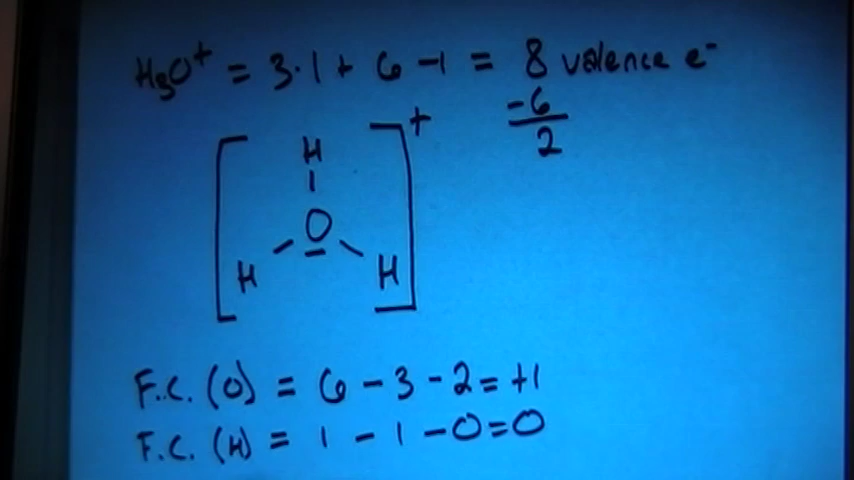 H₃O⁺ = 3·1 + 6 - 1 = 8 valence e⁻
-6
2
+
H
O
H H
F.C. (O) = 6 - 3 - 2 = +1
F.C. (H) = 1 - 1 - 0 = 0